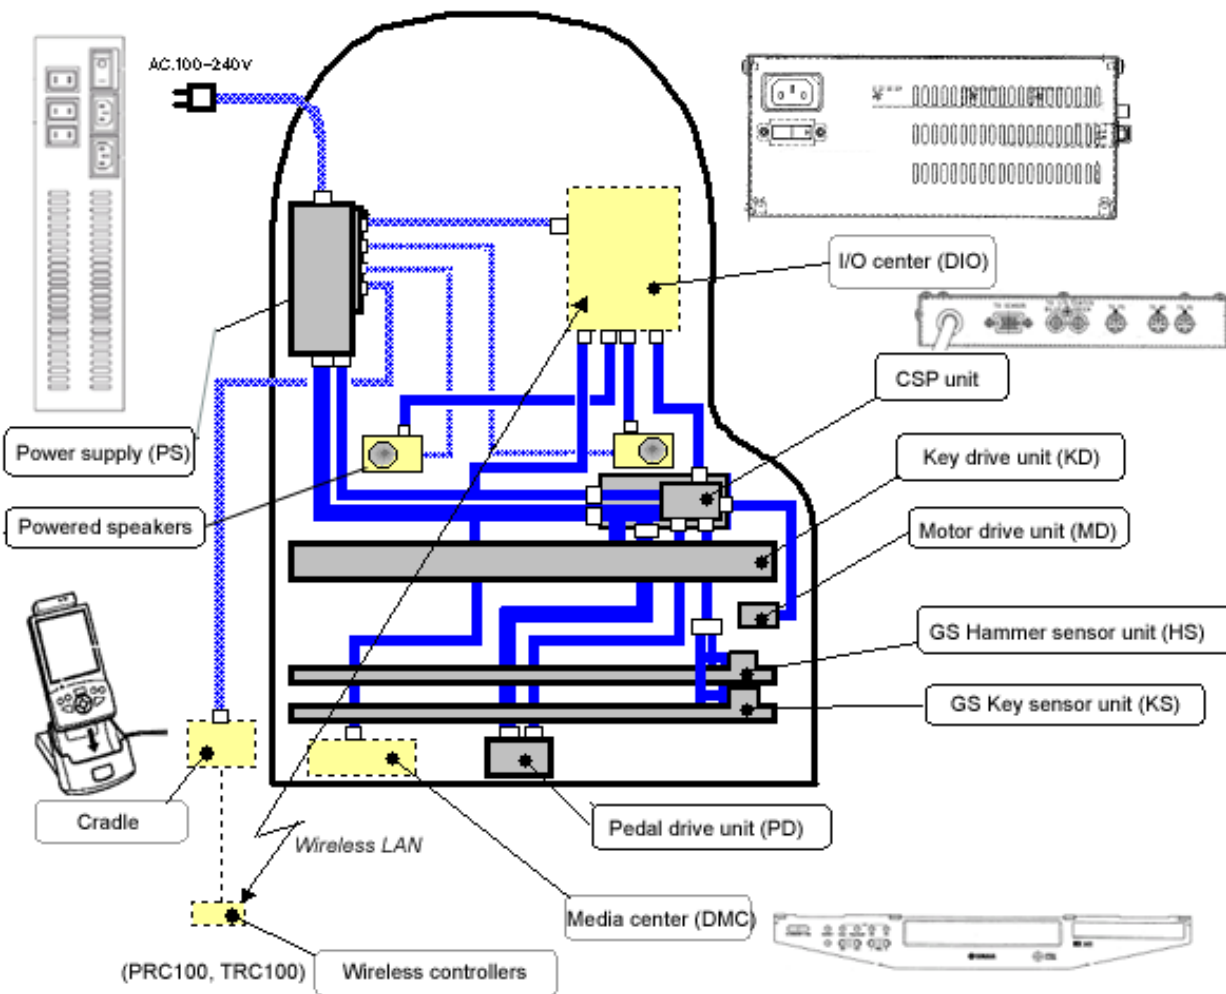 AC.100-240V
I/O center (DIO)
CSP unit
Power supply (PS)
Key drive unit (KD)
Powered speakers
Motor drive unit (MD)
GS Hammer sensor unit (HS)
GS Key sensor unit (KS)
Cradle
Pedal drive unit (PD)
Wireless LAN
Media center (DMC)
(PRC100, TRC100)
Wireless controllers